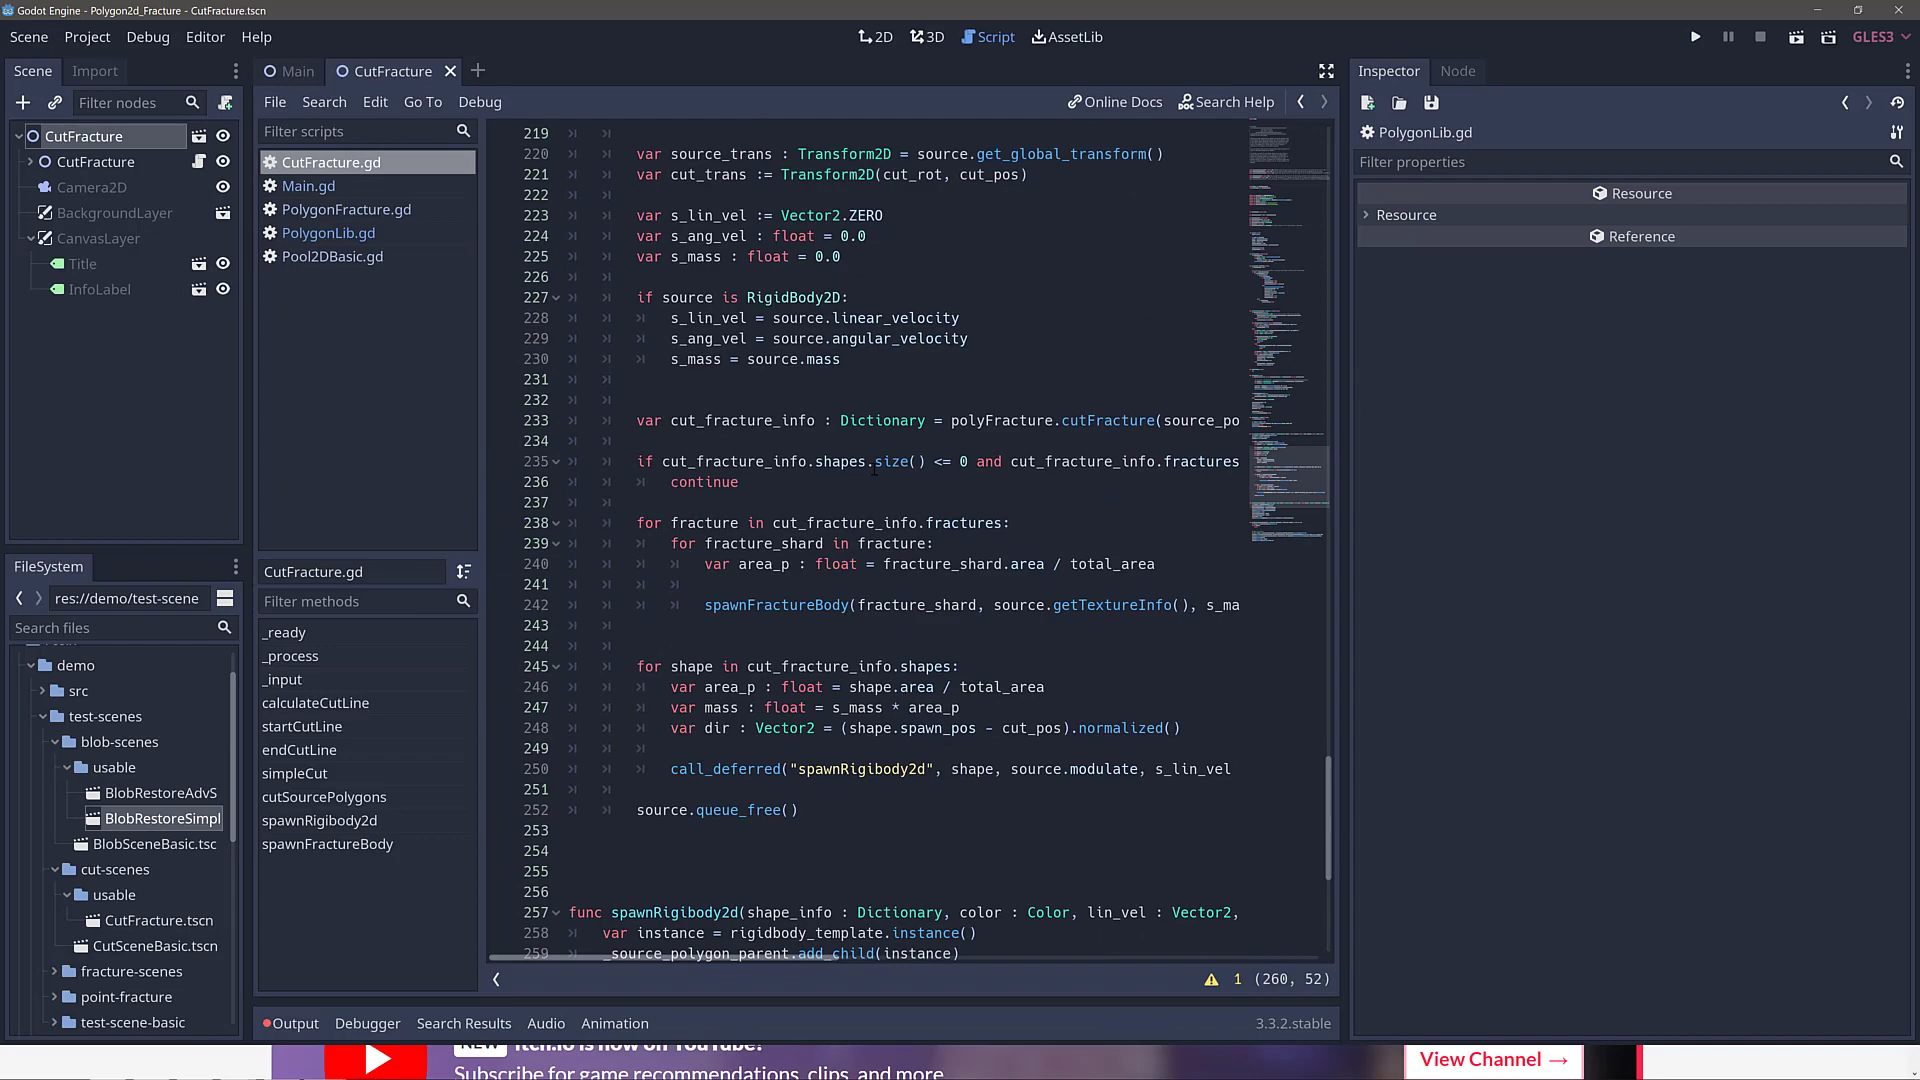 Godot Engine - Polygon2d_Fracture - CutFracture.tscn
Scene Project Debug Editor Help
2D 3D Script AssetLib
GLES3
Scene Import
Filter nodes
CutFracture
CutFracture
Camera2D
BackgroundLayer
CanvasLayer
Title
InfoLabel
FileSystem
res://demo/test-scene
Search files
demo
src
test-scenes
blob-scenes
usable
BlobRestoreAdvS
BlobRestoreSimpl
BlobSceneBasic.tsc
cut-scenes
usable
CutFracture.tscn
CutSceneBasic.tscn
fracture-scenes
point-fracture
test-scene-basic
Main CutFracture
File Search Edit Go To Debug
Online Docs Search Help
Filter scripts
CutFracture.gd
Main.gd
PolygonFracture.gd
PolygonLib.gd
Pool2DBasic.gd
CutFracture.gd
Filter methods
_ready
_process
_input
calculateCutLine
startCutLine
endCutLine
simpleCut
cutSourcePolygons
spawnRigibody2d
spawnFractureBody
219
220 var source_trans : Transform2D = source.get_global_transform()
221 var cut_trans := Transform2D(cut_rot, cut_pos)
222
223 var s_lin_vel := Vector2.ZERO
224 var s_ang_vel : float = 0.0
225 var s_mass : float = 0.0
226
227 if source is RigidBody2D:
228 s_lin_vel = source.linear_velocity
229 s_ang_vel = source.angular_velocity
230 s_mass = source.mass
231
232
233 var cut_fracture_info : Dictionary = polyFracture.cutFracture(source_po
234
235 if cut_fracture_info.shapes.size() <= 0 and cut_fracture_info.fractures
236 continue
237
238 for fracture in cut_fracture_info.fractures:
239 for fracture_shard in fracture:
240 var area_p : float = fracture_shard.area / total_area
241
242 spawnFractureBody(fracture_shard, source.getTextureInfo(), s_ma
243
244
245 for shape in cut_fracture_info.shapes:
246 var area_p : float = shape.area / total_area
247 var mass : float = s_mass * area_p
248 var dir : Vector2 = (shape.spawn_pos - cut_pos).normalized()
249
250 call_deferred("spawnRigibody2d", shape, source.modulate, s_lin_vel
251
252 source.queue_free()
253
254
255
256
257 func spawnRigibody2d(shape_info : Dictionary, color : Color, lin_vel : Vector2,
258 var instance = rigidbody_template.instance()
259 _source_polygon_parent.add_child(instance)
1 (260, 52)
Output Debugger Search Results Audio Animation
3.3.2.stable
Inspector Node
PolygonLib.gd
Filter properties
Resource
Resource
Reference
NEW itch.io is now on YouTube!
Subscribe for game recommendations, clips, and more
View Channel →